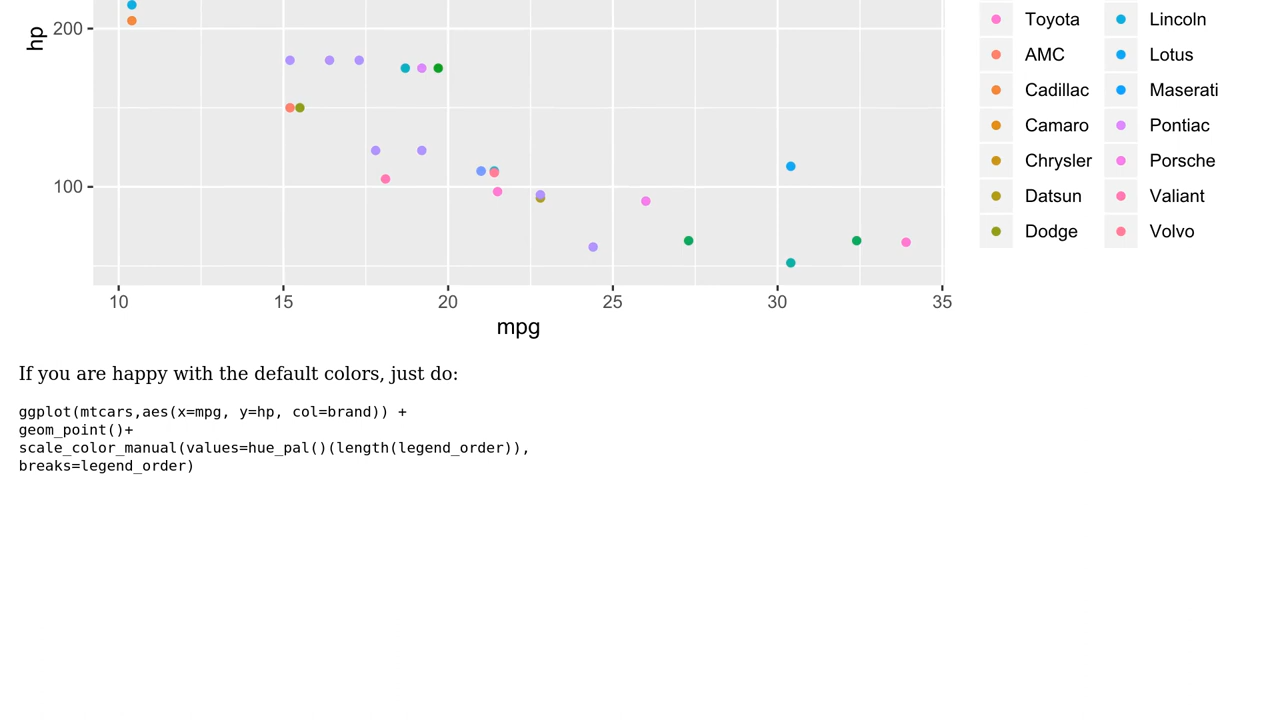 hp
200
100
10 15 20 25 30 35
mpg
Toyota Lincoln
AMC Lotus
Cadillac Maserati
Camaro Pontiac
Chrysler Porsche
Datsun Valiant
Dodge Volvo
If you are happy with the default colors, just do:
ggplot(mtcars,aes(x=mpg, y=hp, col=brand)) +
geom_point()+
scale_color_manual(values=hue_pal()(length(legend_order)),
breaks=legend_order)